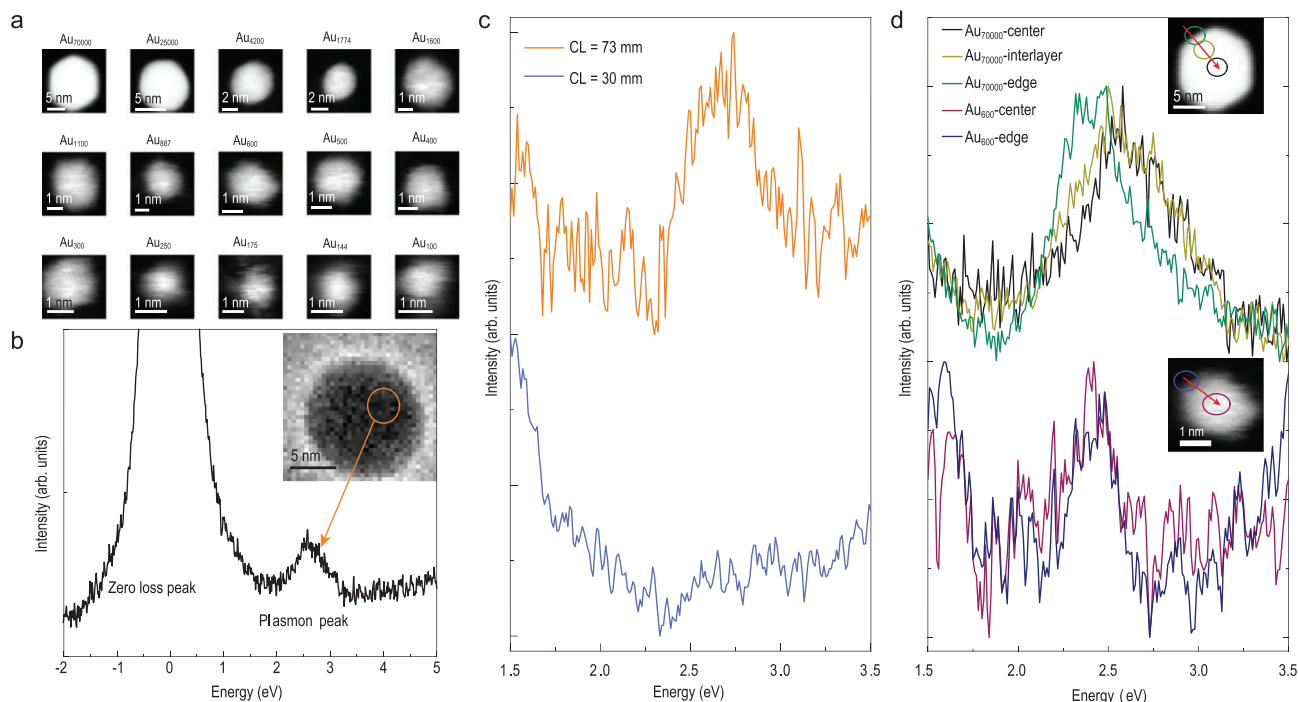 a
Au70000 Au25000 Au4200 Au1774 Au1600
5 nm 5 nm 2 nm 2 nm 1 nm
Au1100 Au887 Au600 Au500 Au400
1 nm 1 nm 1 nm 1 nm 1 nm
Au300 Au250 Au175 Au144 Au100
1 nm 1 nm 1 nm 1 nm 1 nm
b
Intensity (arb. units)
5 nm
Zero loss peak
Plasmon peak
-2 -1 0 1 2 3 4 5
Energy (eV)
c
CL = 73 mm
CL = 30 mm
Intensity (arb. units)
1.5 2.0 2.5 3.0 3.5
Energy (eV)
d
Au70000-center
Au70000-interlayer
Au70000-edge
Au600-center
Au600-edge
5 nm
1 nm
Intensity (arb. units)
1.5 2.0 2.5 3.0 3.5
Energy ( eV)